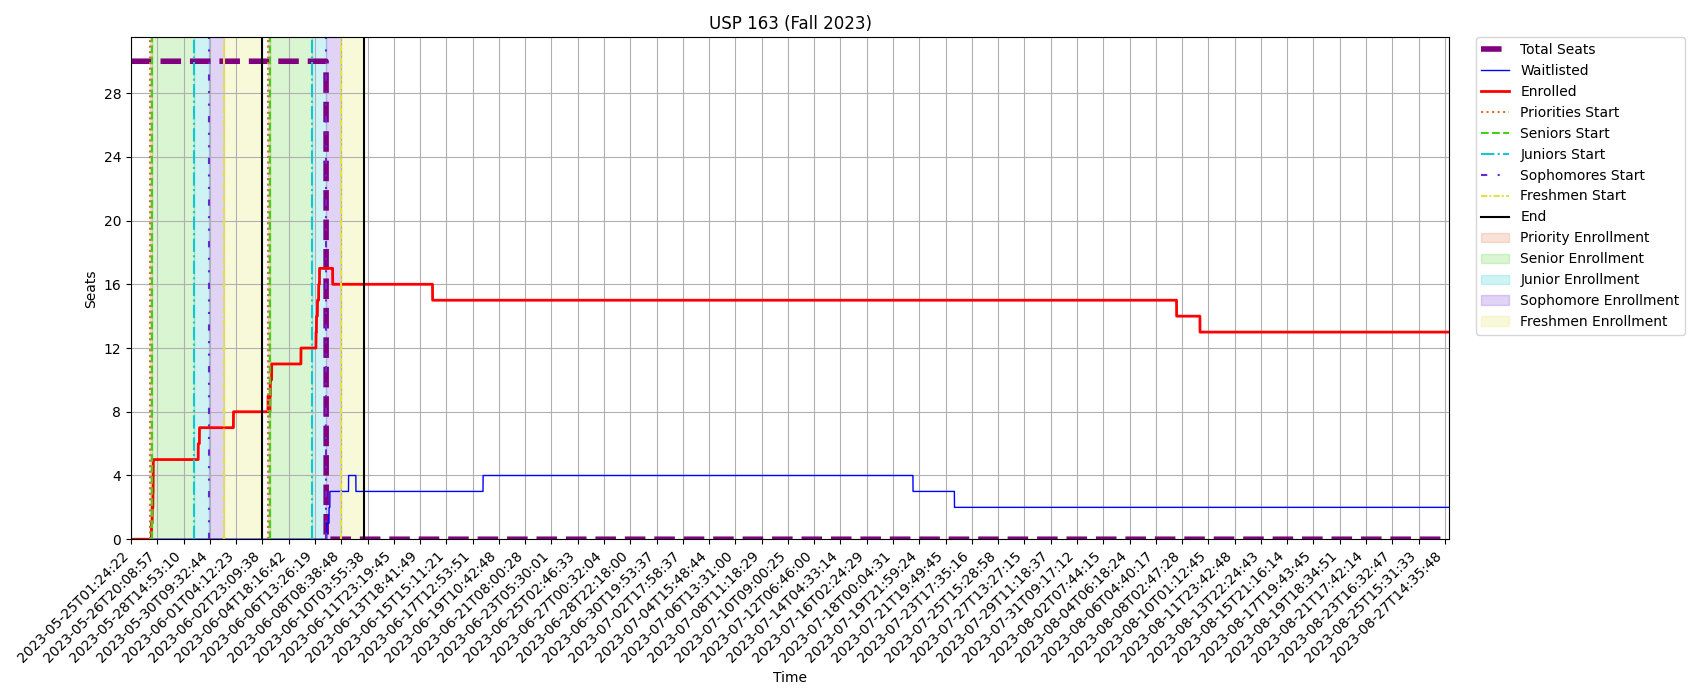 USP 163 (Fall 2023)
Seats
28
24
20
16
12
8
4
0
2023-05-25T01:24:22
2023-05-26T20:08:57
2023-05-28T14:53:10
2023-05-30T09:32:44
2023-06-01T04:12:23
2023-06-02T23:09:38
2023-06-04T18:16:42
2023-06-06T13:26:19
2023-06-08T08:38:48
2023-06-10T03:55:38
2023-06-11T23:19:45
2023-06-13T18:41:49
2023-06-15T15:11:21
2023-06-17T12:53:51
2023-06-19T10:42:48
2023-06-21T08:00:28
2023-06-23T05:30:01
2023-06-25T02:46:33
2023-06-27T00:32:04
2023-06-28T22:18:00
2023-06-30T19:53:37
2023-07-02T17:58:37
2023-07-04T15:48:44
2023-07-06T13:31:00
2023-07-08T11:18:29
2023-07-10T09:00:25
2023-07-12T06:46:00
2023-07-14T04:33:14
2023-07-16T02:24:29
2023-07-18T00:04:31
2023-07-19T21:59:24
2023-07-21T19:49:45
2023-07-23T17:35:16
2023-07-25T15:28:58
2023-07-27T13:27:15
2023-07-29T11:18:37
2023-07-31T09:17:12
2023-08-02T07:44:15
2023-08-04T06:18:24
2023-08-06T04:40:17
2023-08-08T02:47:28
2023-08-10T01:12:45
2023-08-11T23:42:48
2023-08-13T22:24:43
2023-08-15T21:16:14
2023-08-17T19:43:45
2023-08-19T18:34:51
2023-08-21T17:42:14
2023-08-23T16:32:47
2023-08-25T15:31:33
2023-08-27T14:35:48
Time
Total Seats
Waitlisted
Enrolled
Priorities Start
Seniors Start
Juniors Start
Sophomores Start
Freshmen Start
End
Priority Enrollment
Senior Enrollment
Junior Enrollment
Sophomore Enrollment
Freshmen Enrollment